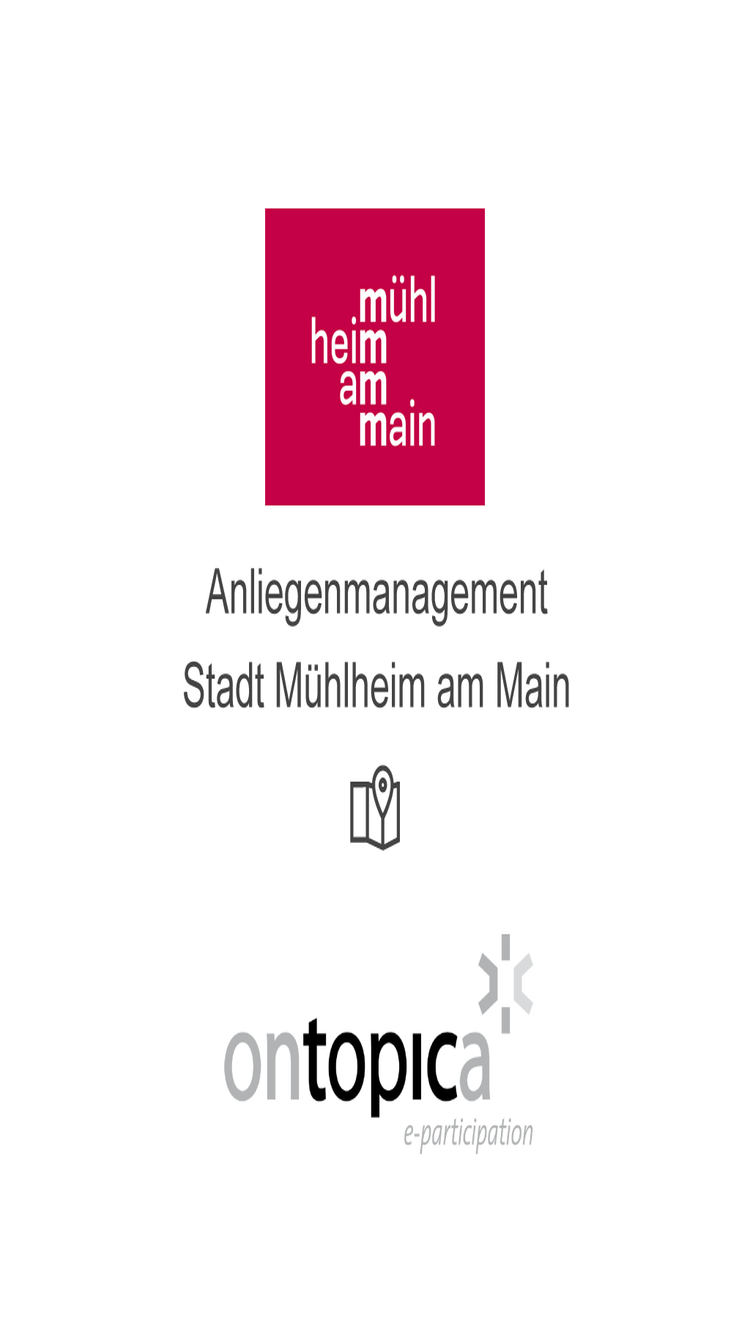 mühl
heim
am
main
Anliegenmanagement
Stadt Mühlheim am Main
ontopica
e-participation